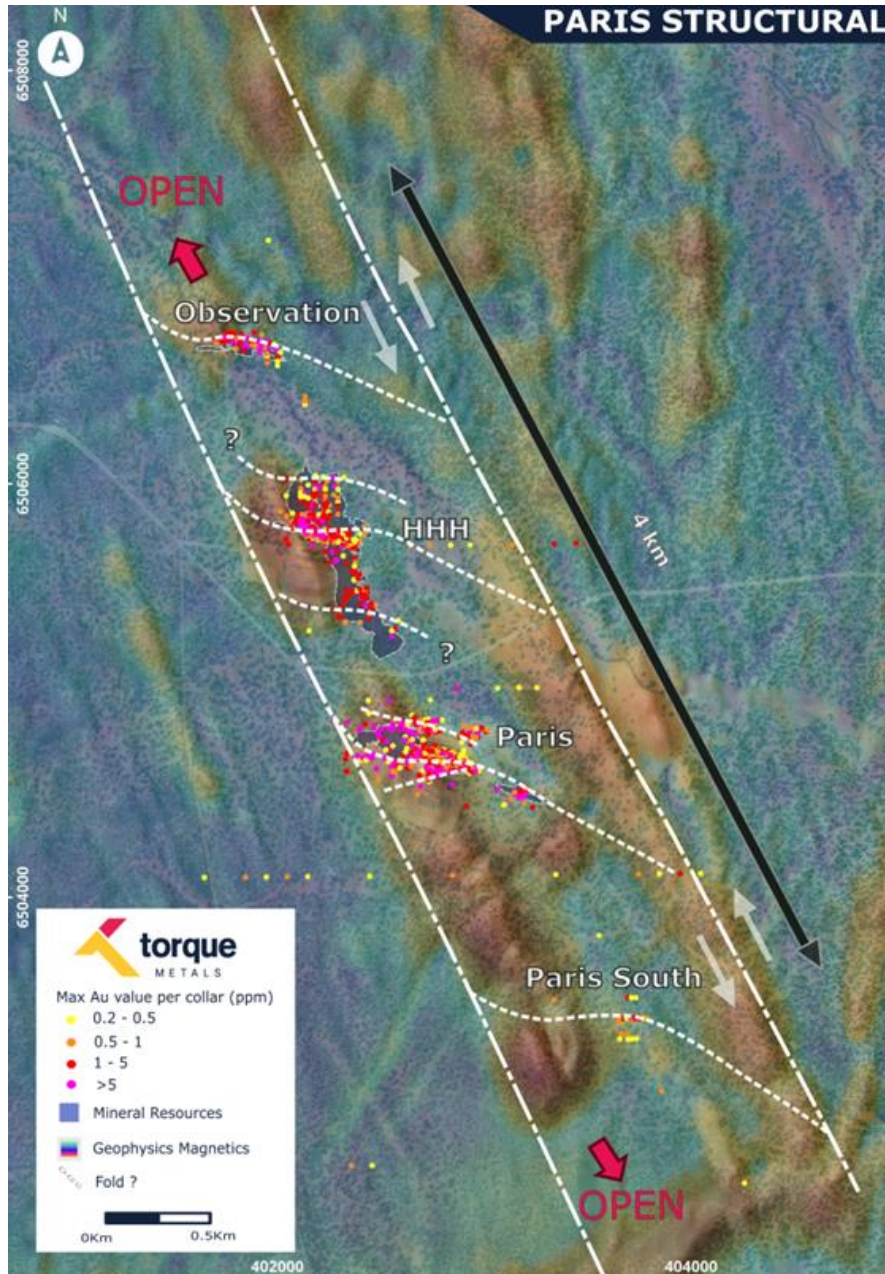 PARIS STRUCTURAL
N
6508000
OPEN
Observation
?
6506000
HHH
4 km
?
Paris
6504000
Paris South
torque
METALS
Max Au value per collar (ppm)
0.2 - 0.5
0.5 - 1
1 - 5
>5
Mineral Resources
Geophysics Magnetics
Fold ?
0Km
0.5Km
OPEN
402000
404000